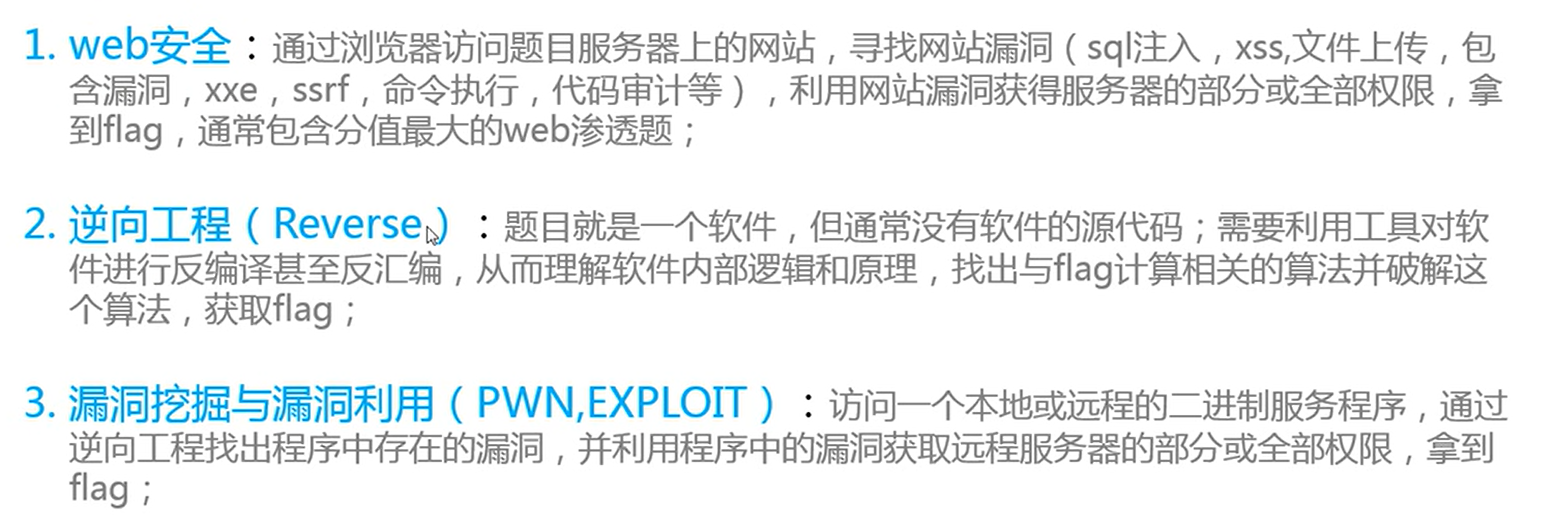 1. web安全：通过浏览器访问题目服务器上的网站，寻找网站漏洞（sql注入，xss,文件上传，包
含漏洞，xxe，ssrf，命令执行，代码审计等），利用网站漏洞获得服务器的部分或全部权限，拿
到flag，通常包含分值最大的web渗透题；
2. 逆向工程（Reverse）：题目就是一个软件，但通常没有软件的源代码；需要利用工具对软
件进行反编译甚至反汇编，从而理解软件内部逻辑和原理，找出与flag计算相关的算法并破解这
个算法，获取flag；
3. 漏洞挖掘与漏洞利用（PWN,EXPLOIT）：访问一个本地或远程的二进制服务程序，通过
逆向工程找出程序中存在的漏洞，并利用程序中的漏洞获取远程服务器的部分或全部权限，拿到
flag；